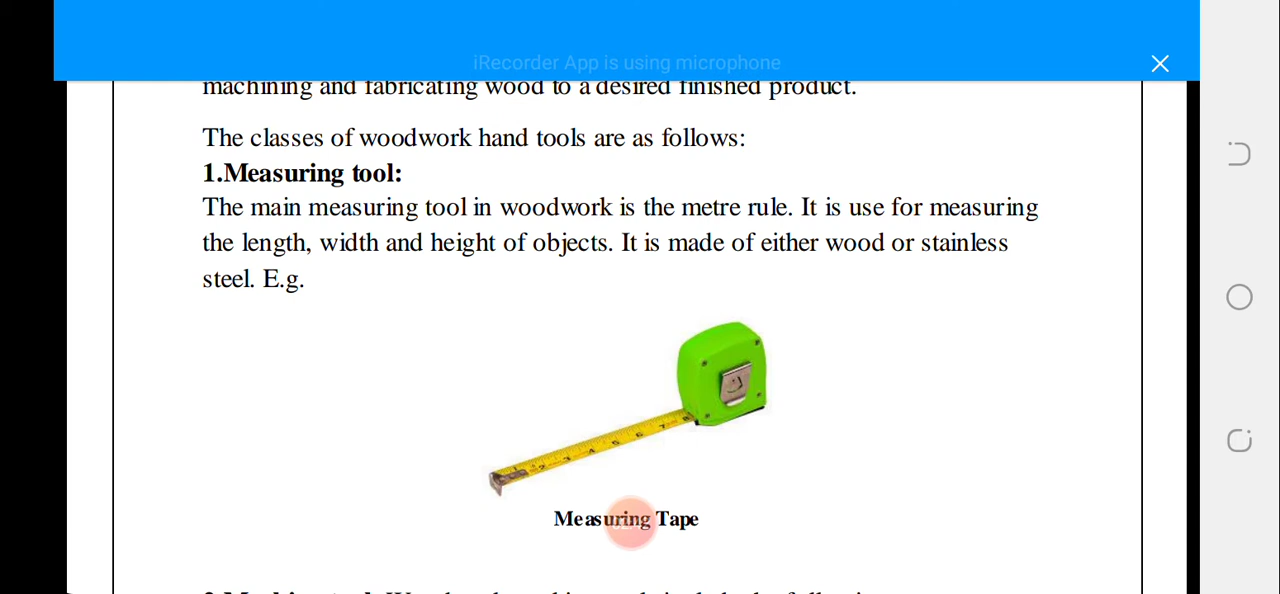 iRecorder App is using microphone
machining and fabricating wood to a desired finished product.
The classes of woodwork hand tools are as follows:
1.Measuring tool:
The main measuring tool in woodwork is the metre rule. It is use for measuring
the length, width and height of objects. It is made of either wood or stainless
steel. E.g.
Measuring Tape